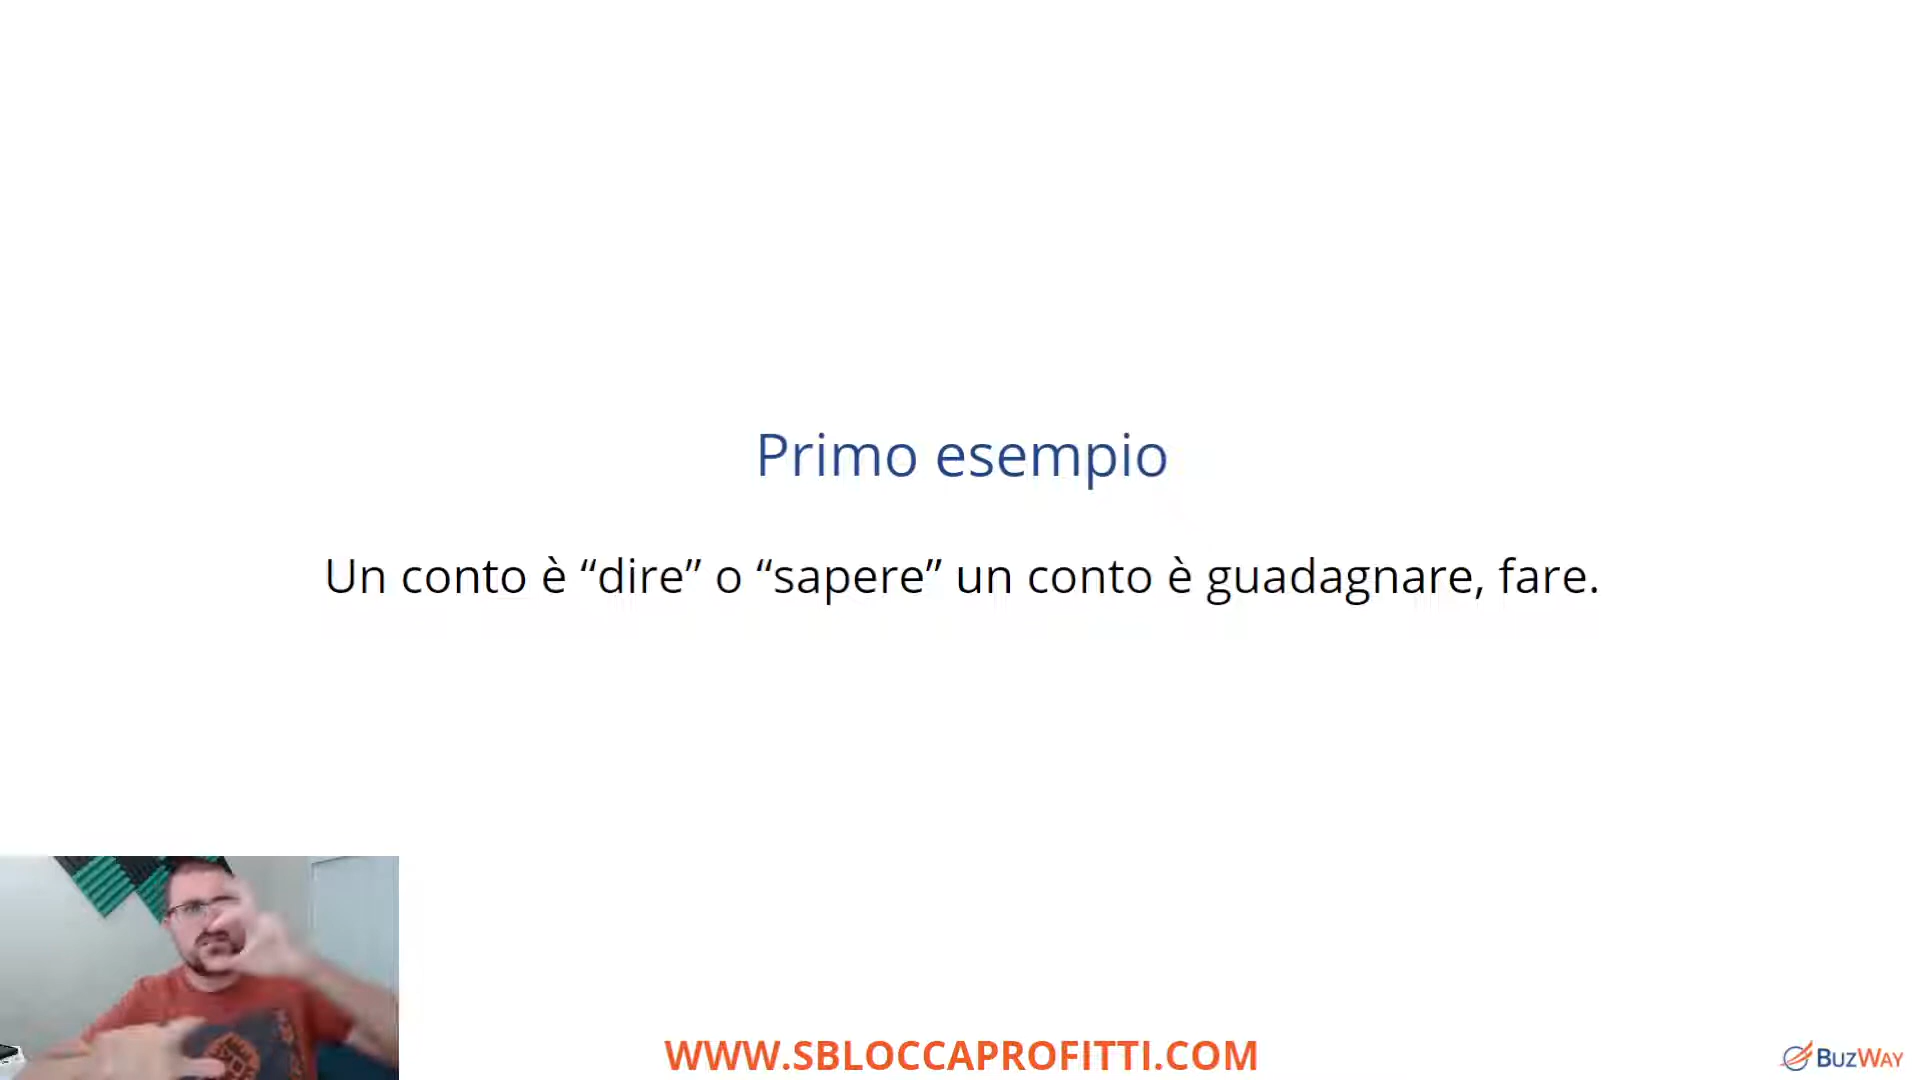 Primo esempio
Un conto è “dire” o “sapere” un conto è guadagnare, fare.
WWW.SBLOCCAPROFITTI.COM
BUZWAY